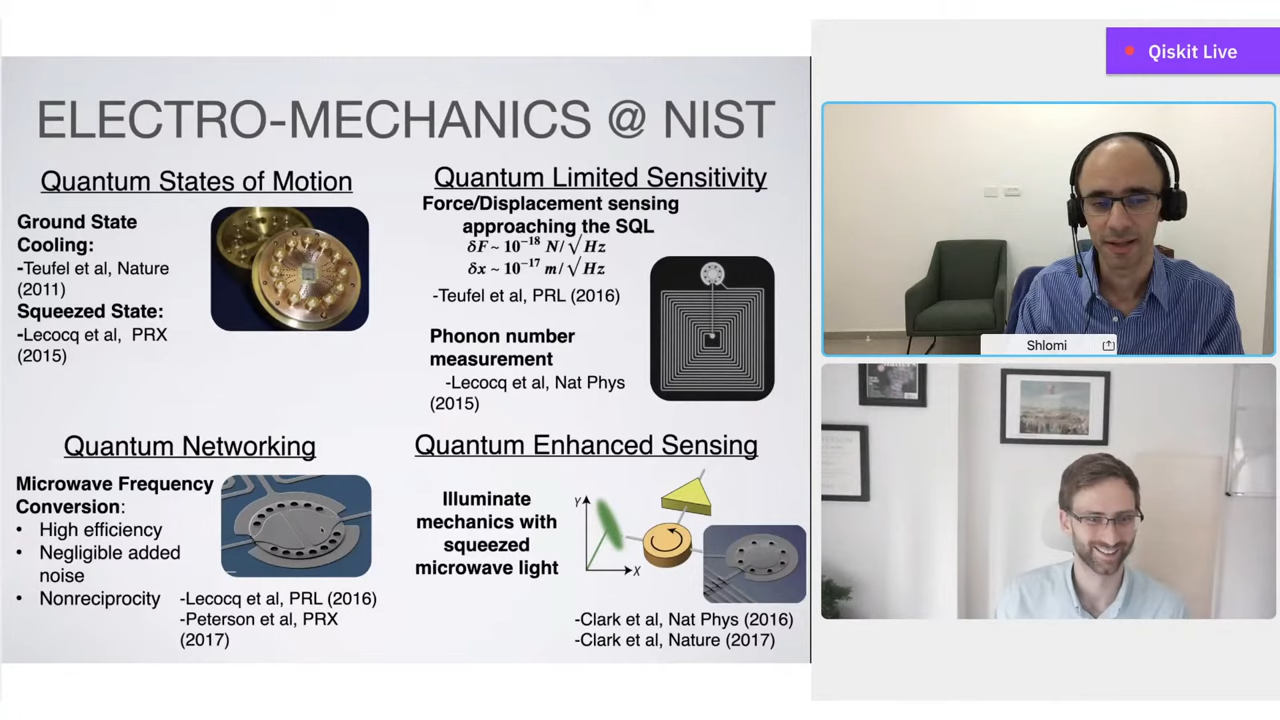 ELECTRO-MECHANICS @ NIST
Quantum States of Motion
Ground State
Cooling:
-Teufel et al, Nature
(2011)
Squeezed State:
-Lecocq et al, PRX
(2015)
Quantum Limited Sensitivity
Force/Displacement sensing
approaching the SQL
δF ~ 10⁻¹⁸ N/√Hz
δx ~ 10⁻¹⁷ m/√Hz
-Teufel et al, PRL (2016)
Phonon number
measurement
-Lecocq et al, Nat Phys
(2015)
Quantum Networking
Microwave Frequency
Conversion:
• High efficiency
• Negligible added
noise
• Nonreciprocity
-Lecocq et al, PRL (2016)
-Peterson et al, PRX
(2017)
Quantum Enhanced Sensing
Illuminate
mechanics with
squeezed
microwave light
Y
X
-Clark et al, Nat Phys (2016)
-Clark et al, Nature (2017)
Qiskit Live
Shlomi